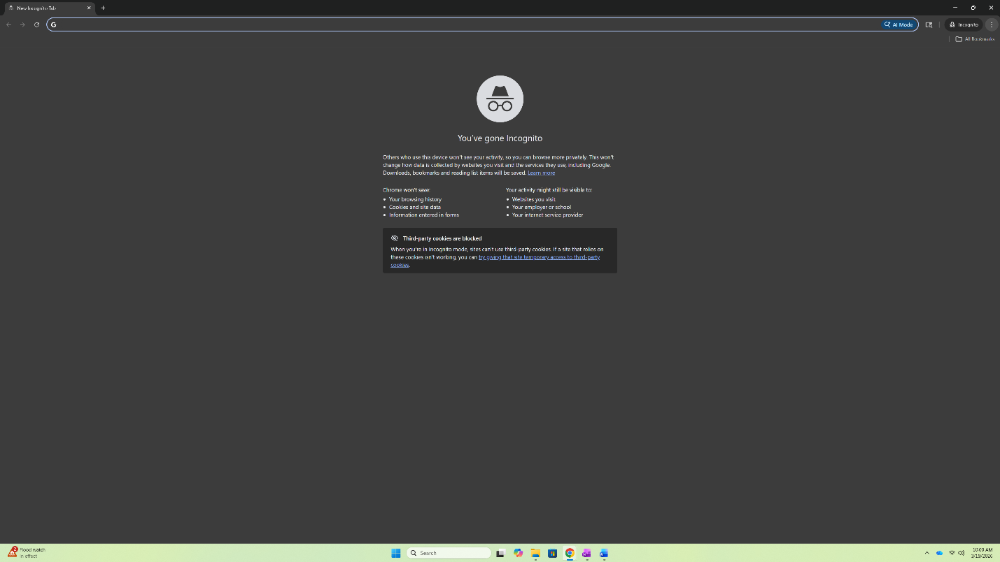 New Incognito Tab
AI Mode
Incognito
All Bookmarks
You've gone Incognito
Others who use this device won't see your activity, so you can browse more privately. This won't
change how data is collected by websites you visit and the services they use, including Google.
Downloads, bookmarks and reading list items will be saved. Learn more
Chrome won't save:
• Your browsing history
• Cookies and site data
• Information entered in forms
Your activity might still be visible to:
• Websites you visit
• Your employer or school
• Your internet service provider
Third-party cookies are blocked
When you're in Incognito mode, sites can't use third-party cookies. If a site that relies on
these cookies isn't working, you can try giving that site temporary access to third-party
cookies.
2
Flood watch
In effect
Search
10:00 AM
3/19/2026